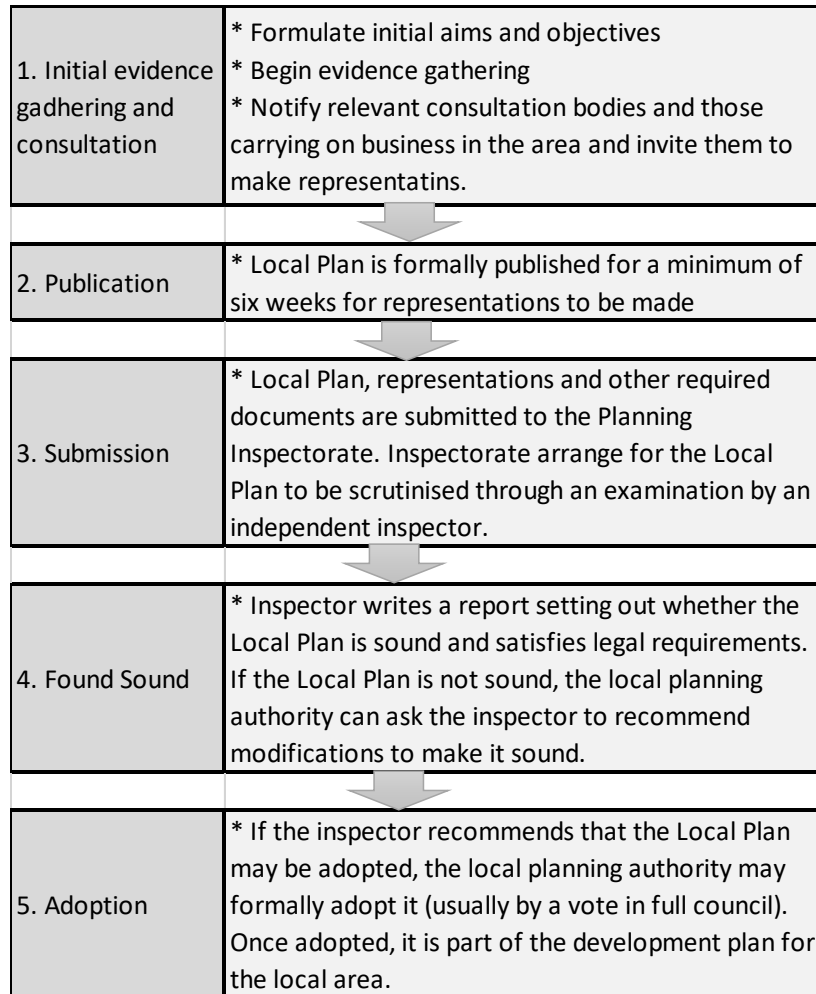 1. Initial evidence
gadhering and
consultation
* Formulate initial aims and objectives
* Begin evidence gathering
* Notify relevant consultation bodies and those
carrying on business in the area and invite them to
make representatins.
2. Publication
* Local Plan is formally published for a minimum of
six weeks for representations to be made
3. Submission
* Local Plan, representations and other required
documents are submitted to the Planning
Inspectorate. Inspectorate arrange for the Local
Plan to be scrutinised through an examination by an
independent inspector.
4. Found Sound
* Inspector writes a report setting out whether the
Local Plan is sound and satisfies legal requirements.
If the Local Plan is not sound, the local planning
authority can ask the inspector to recommend
modifications to make it sound.
5. Adoption
* If the inspector recommends that the Local Plan
may be adopted, the local planning authority may
formally adopt it (usually by a vote in full council).
Once adopted, it is part of the development plan for
the local area.